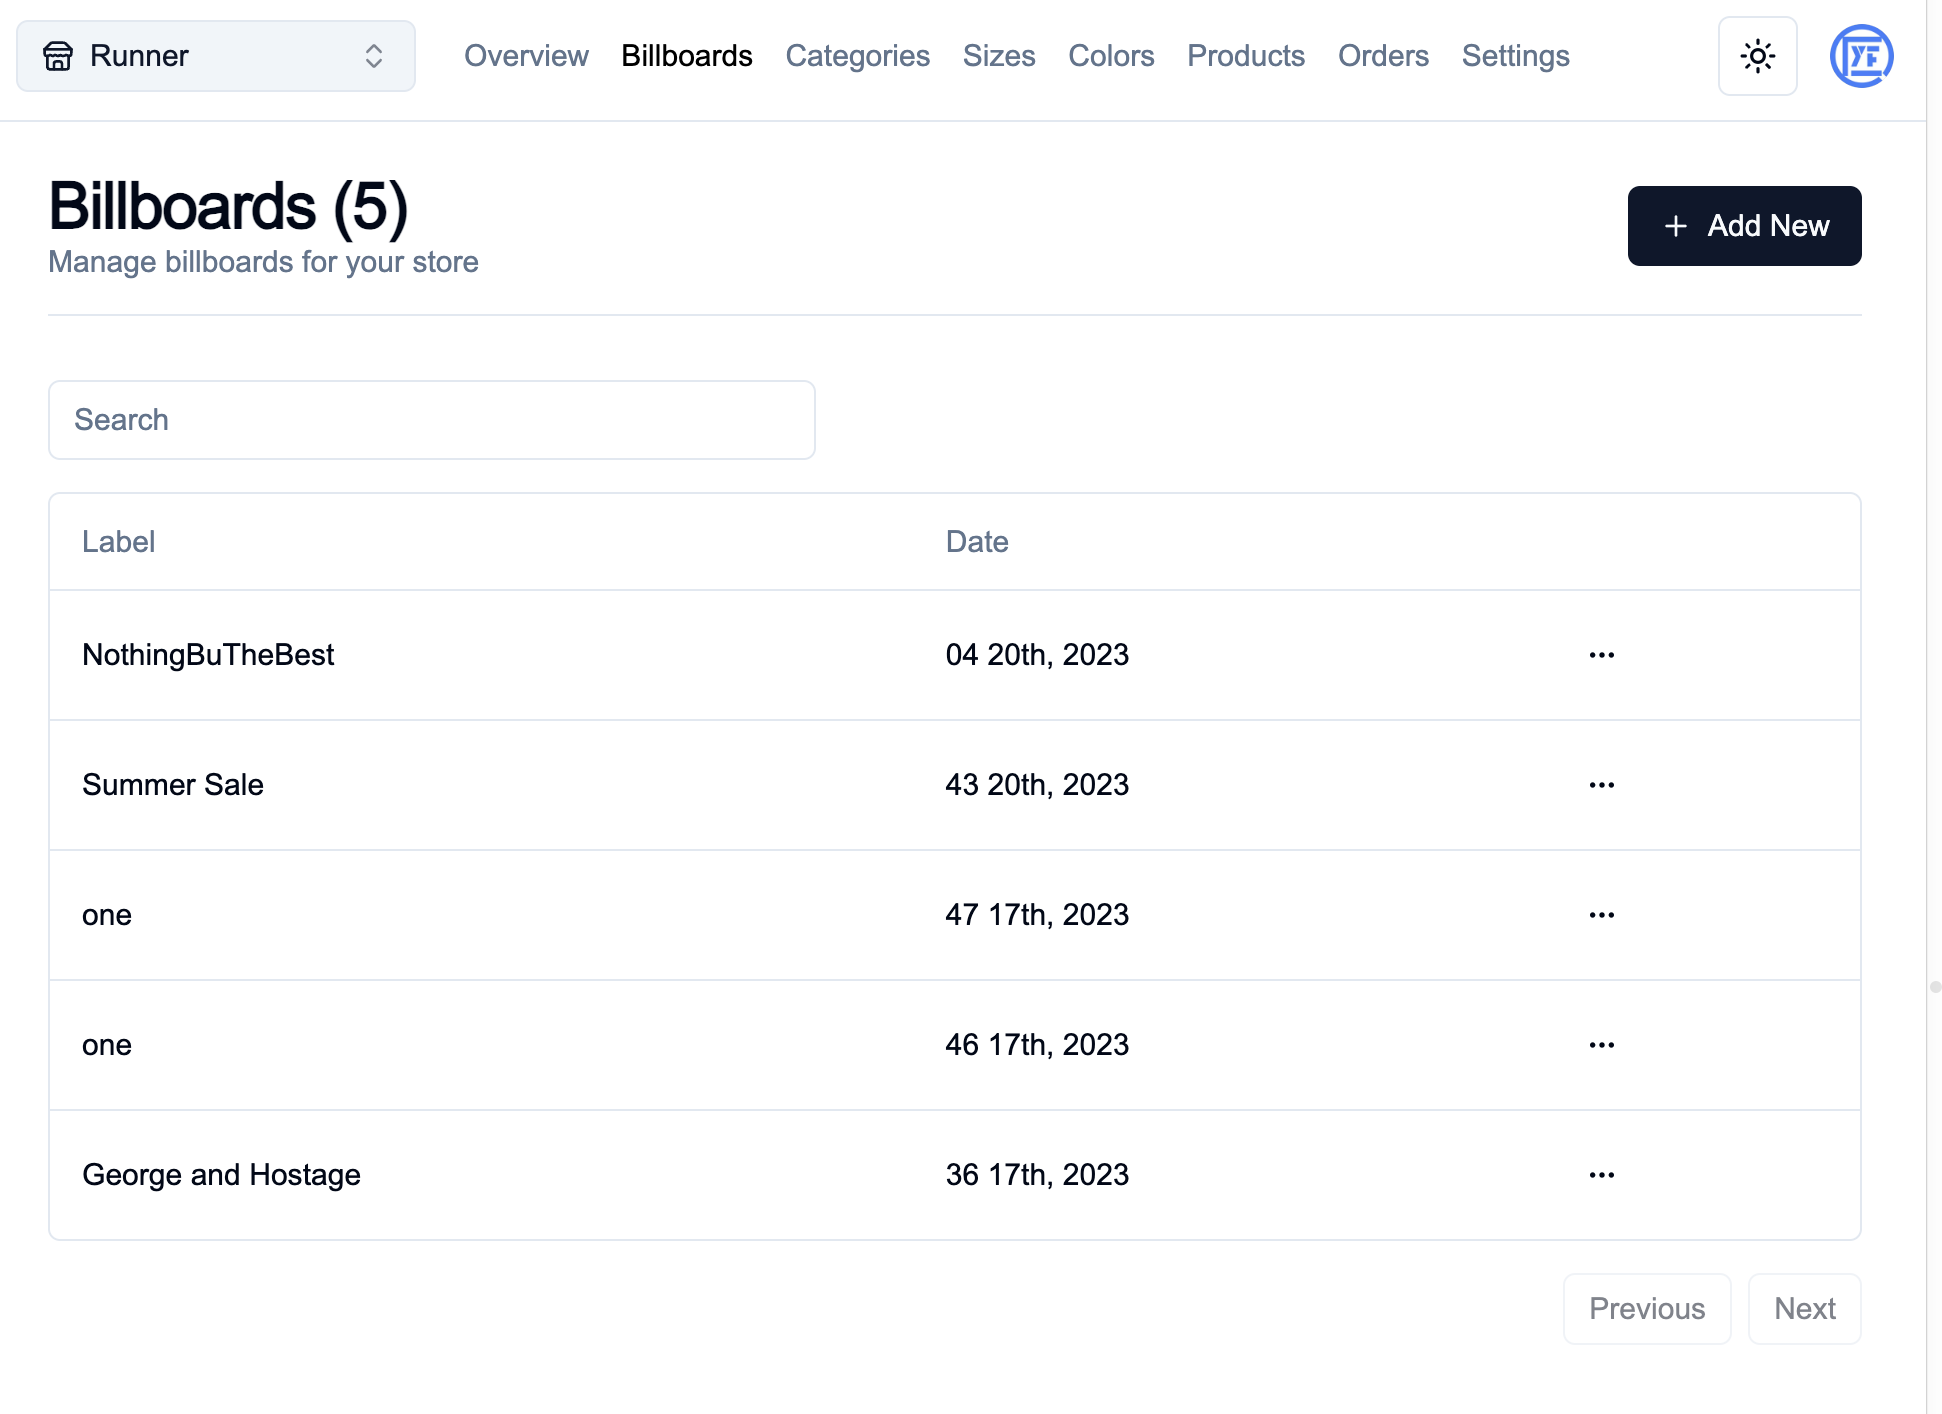 Runner Overview Billboards Categories Sizes Colors Products Orders Settings
Billboards (5)
Manage billboards for your store
+ Add New
Search
Label Date
NothingBuTheBest 04 20th, 2023 ...
Summer Sale 43 20th, 2023 ...
one 47 17th, 2023 ...
one 46 17th, 2023 ...
George and Hostage 36 17th, 2023 ...
Previous Next